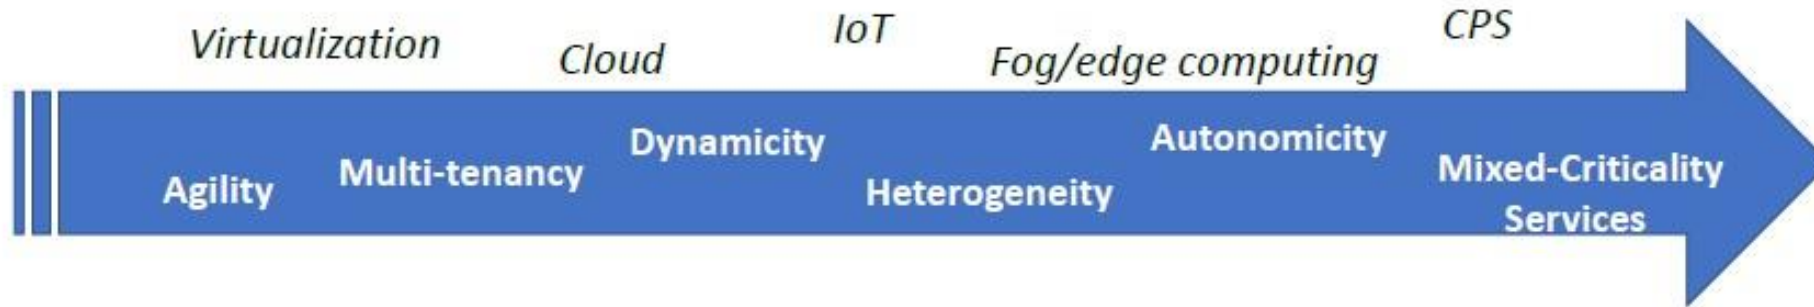 Virtualization
Cloud
IoT
Fog/edge computing
CPS
Agility
Multi-tenancy
Dynamicity
Heterogeneity
Autonomicity
Mixed-Criticality
Services